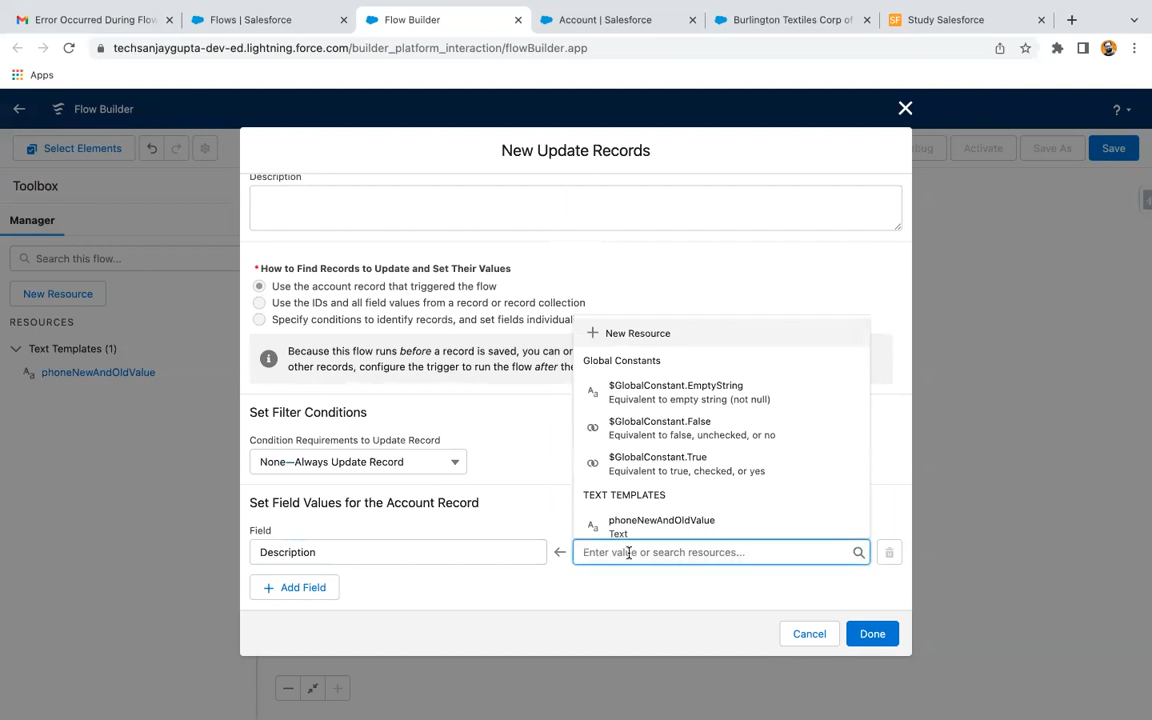 Error Occurred During Flow
Flows | Salesforce
Flow Builder
Account | Salesforce
Burlington Textiles Corp of
SF
Study Salesforce
techsanjaygupta-dev-ed.lightning.force.com/builder_platform_interaction/flowBuilder.app
Apps
Flow Builder
?
Select Elements
Activate
Save As
Save
New Update Records
Toolbox
Description
Manager
Search this flow...
How to Find Records to Update and Set Their Values
Use the account record that triggered the flow
New Resource
Use the IDs and all field values from a record or record collection
RESOURCES
Specify conditions to identify records, and set fields individual
New Resource
Text Templates (1)
Because this flow runs before a record is saved, you can
other records, configure the trigger to run the flow after the
Global Constants
Aa phoneNewAndOldValue
Aa $GlobalConstant.EmptyString
Equivalent to empty string (not null)
Set Filter Conditions
$GlobalConstant.False
Equivalent to false, unchecked, or no
Condition Requirements to Update Record
None—Always Update Record
$GlobalConstant.True
Equivalent to true, checked, or yes
TEXT TEMPLATES
Set Field Values for the Account Record
Aa phoneNewAndOldValue
Text
Field
Description
Enter value or search resources...
+ Add Field
Cancel
Done